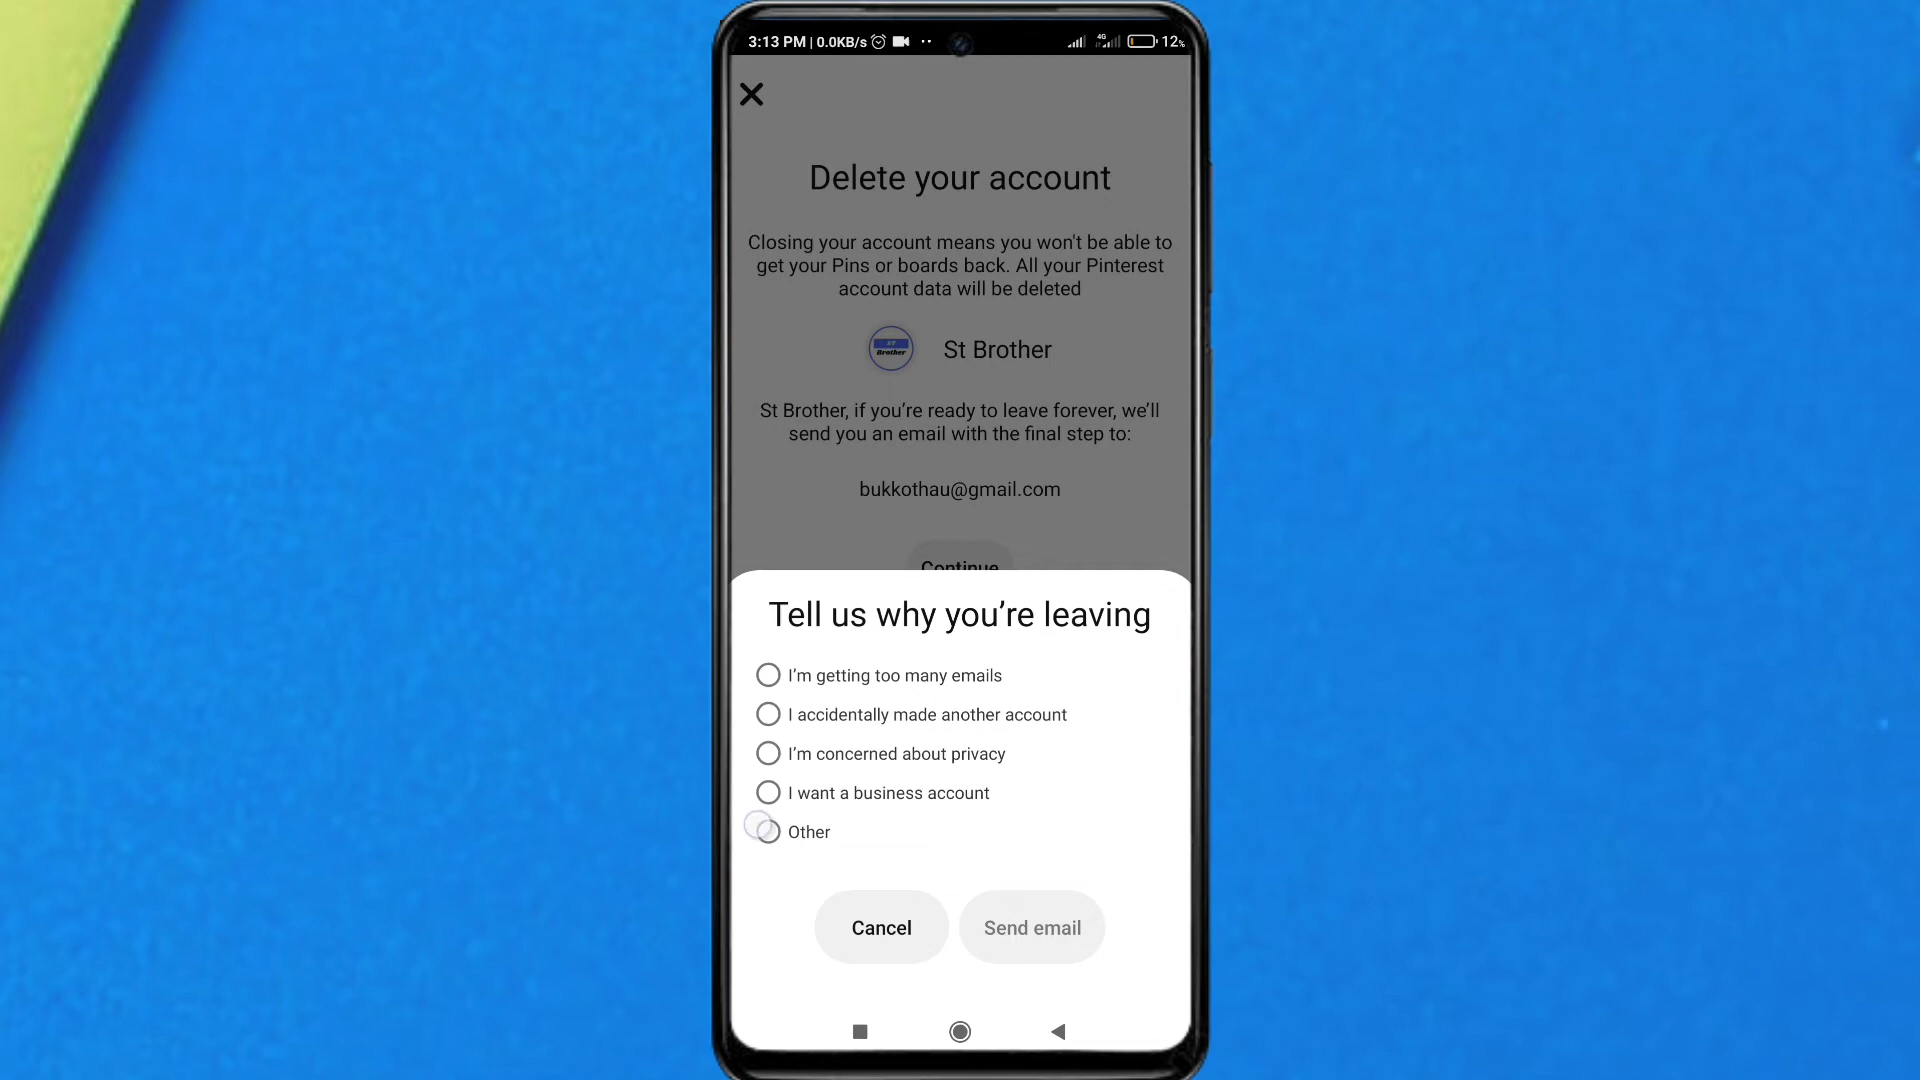 3:13 PM | 0.0KB/s
4G
12%
Delete your account
Closing your account means you won't be able to
get your Pins or boards back. All your Pinterest
account data will be deleted
ST
Brother
St Brother
St Brother, if you’re ready to leave forever, we’ll
send you an email with the final step to:
bukkothau@gmail.com
Continue
Tell us why you’re leaving
I’m getting too many emails
I accidentally made another account
I’m concerned about privacy
I want a business account
Other
Cancel
Send email